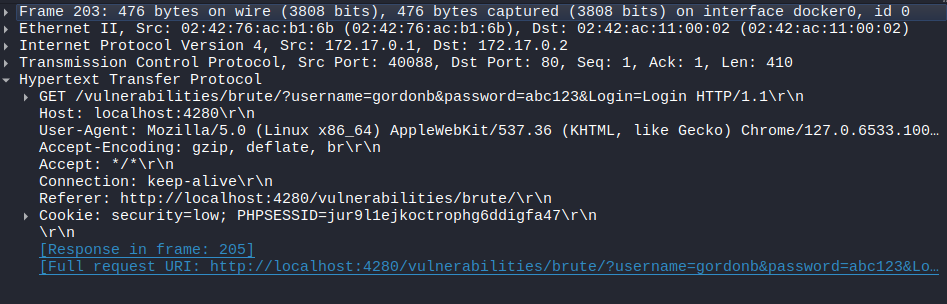 Frame 203: 476 bytes on wire (3808 bits), 476 bytes captured (3808 bits) on interface docker0, id 0
Ethernet II, Src: 02:42:76:ac:b1:6b (02:42:76:ac:b1:6b), Dst: 02:42:ac:11:00:02 (02:42:ac:11:00:02)
Internet Protocol Version 4, Src: 172.17.0.1, Dst: 172.17.0.2
Transmission Control Protocol, Src Port: 40088, Dst Port: 80, Seq: 1, Ack: 1, Len: 410
Hypertext Transfer Protocol
GET /vulnerabilities/brute/?username=gordonb&password=abc123&Login=Login HTTP/1.1\r\n
Host: localhost:4280\r\n
User-Agent: Mozilla/5.0 (Linux x86_64) AppleWebKit/537.36 (KHTML, like Gecko) Chrome/127.0.6533.100…
Accept-Encoding: gzip, deflate, br\r\n
Accept: */*\r\n
Connection: keep-alive\r\n
Referer: http://localhost:4280/vulnerabilities/brute/\r\n
Cookie: security=low; PHPSESSID=jur9l1ejkoctrophg6ddigfa47\r\n
\r\n
[Response in frame: 205]
[Full request URI: http://localhost:4280/vulnerabilities/brute/?username=gordonb&password=abc123&Lo…